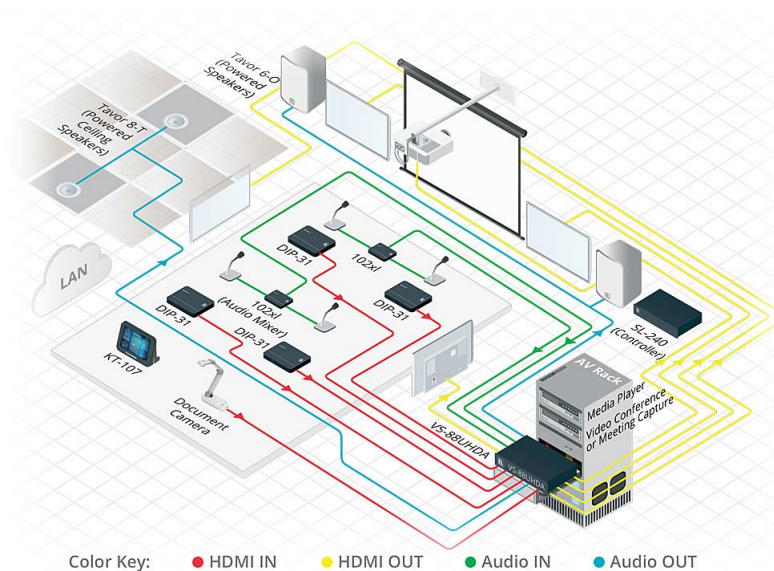 Tavor 6-O
(Powered
Speakers)
Tavor 8-T
(Powered
Ceiling
Speakers)
LAN
DIP-31
102xl
DIP-31
102xl
(Audio Mixer)
DIP-31
DIP-31
KT-107
Document
Camera
SL-240
(Controller)
AV Rack
Media Player
Video Conference
or Meeting Capture
VS-88UHDA
VS-88UHDA
Color Key:
HDMI IN
HDMI OUT
Audio IN
Audio OUT